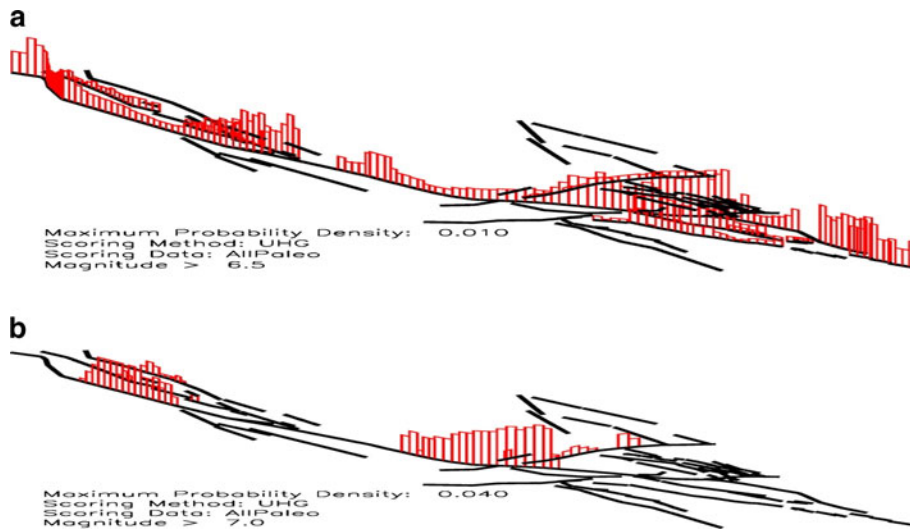 a
Maximum Probability Density: 0.010
Scoring Method: UHG
Scoring Data: AllPaleo
Magnitude > 6.5
b
Maximum Probability Density: 0.040
Scoring Method: UHG
Scoring Data: AllPaleo
Magnitude > 7.0